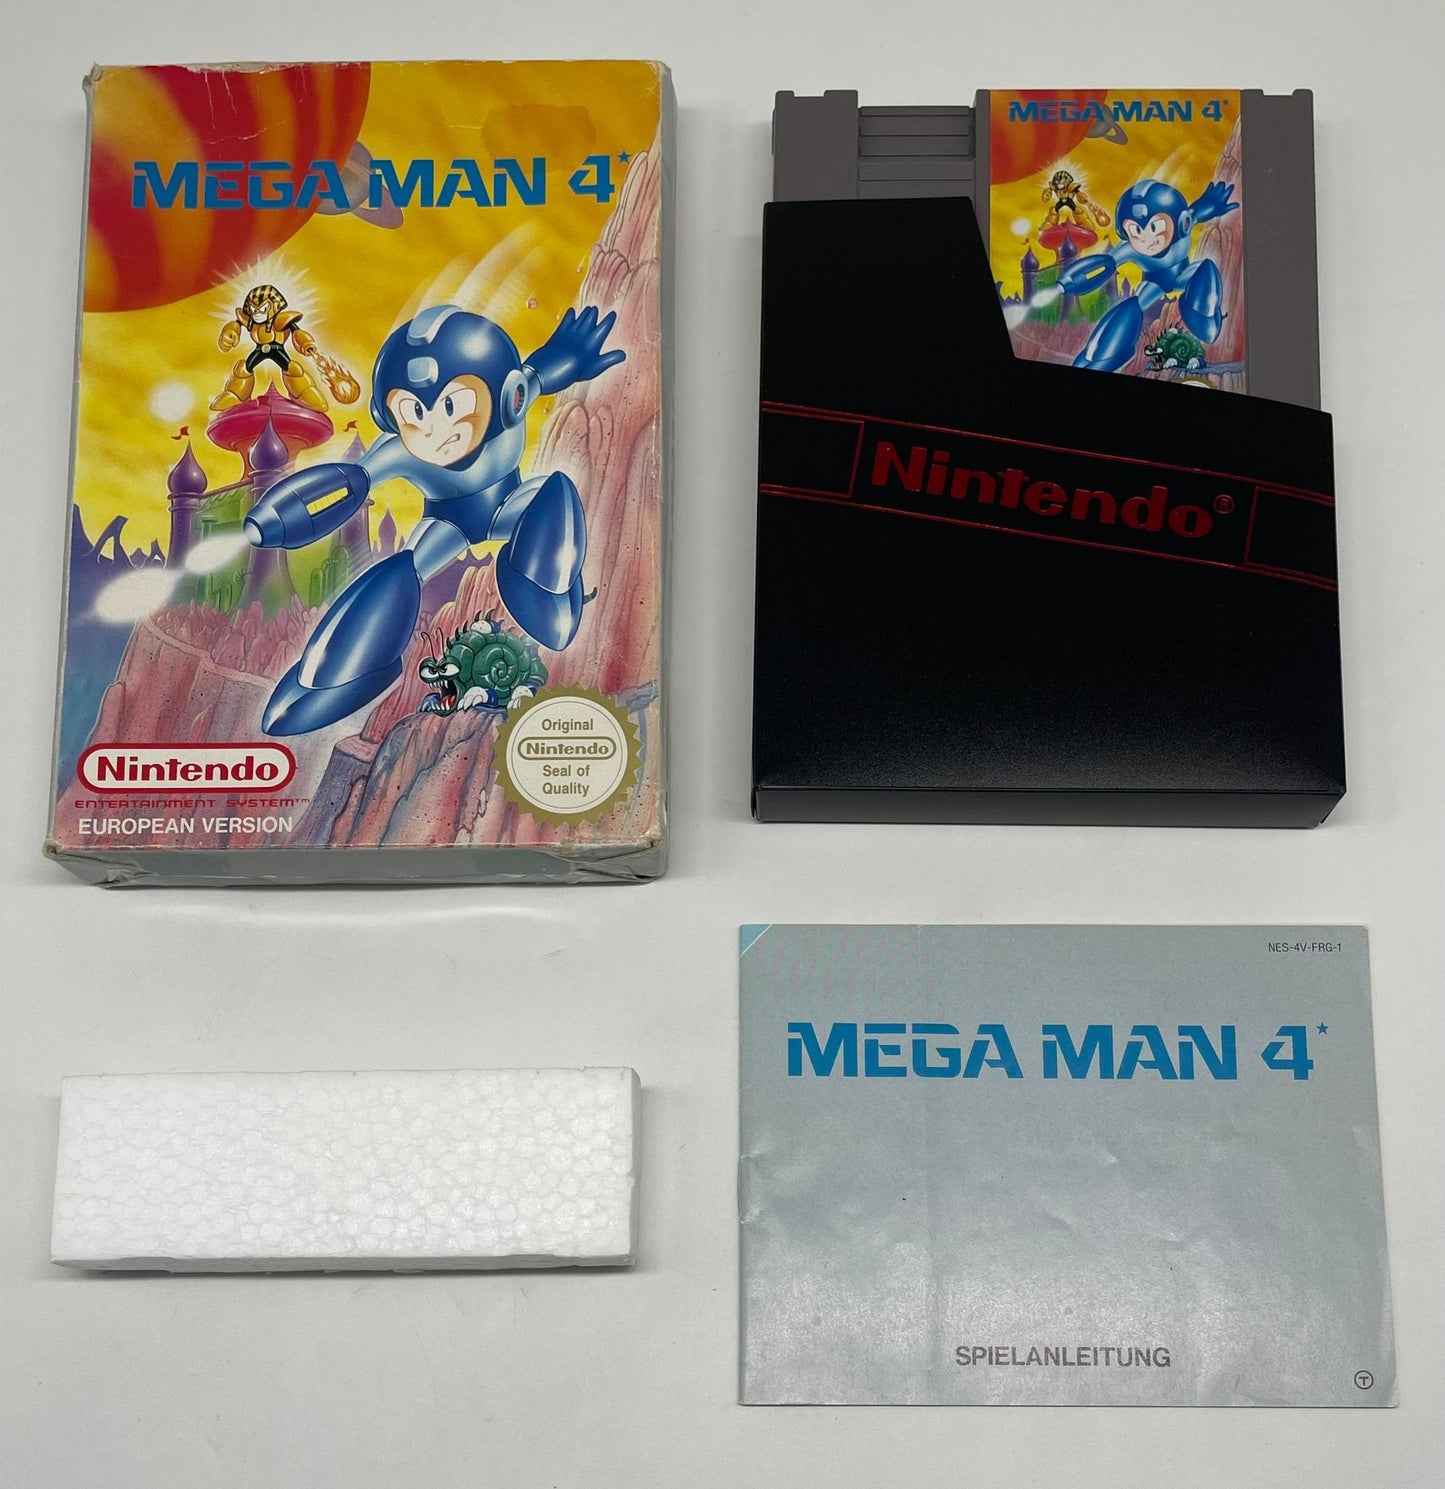 MEGA MAN 4*
Nintendo
ENTERTAINMENT SYSTEM™
EUROPEAN VERSION
Original
Nintendo
Seal of
Quality
TM
MEGA MAN 4*
Nintendo®
NES-4V-FRG-1
MEGA MAN 4*
SPIELANLEITUNG
T